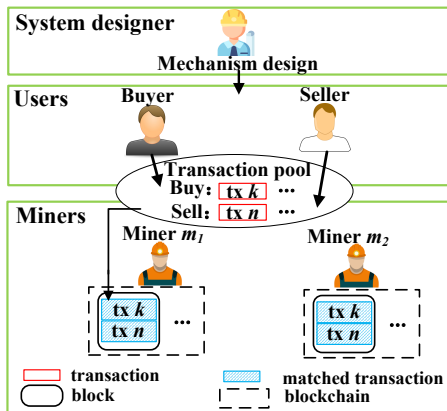 System designer
Mechanism design
Users
Buyer
Seller
Transaction pool
Buy: tx k ...
Sell: tx n ...
Miners
Miner m1
Miner m2
tx k
tx n
...
tx k
tx n
...
transaction
matched transaction
block
blockchain